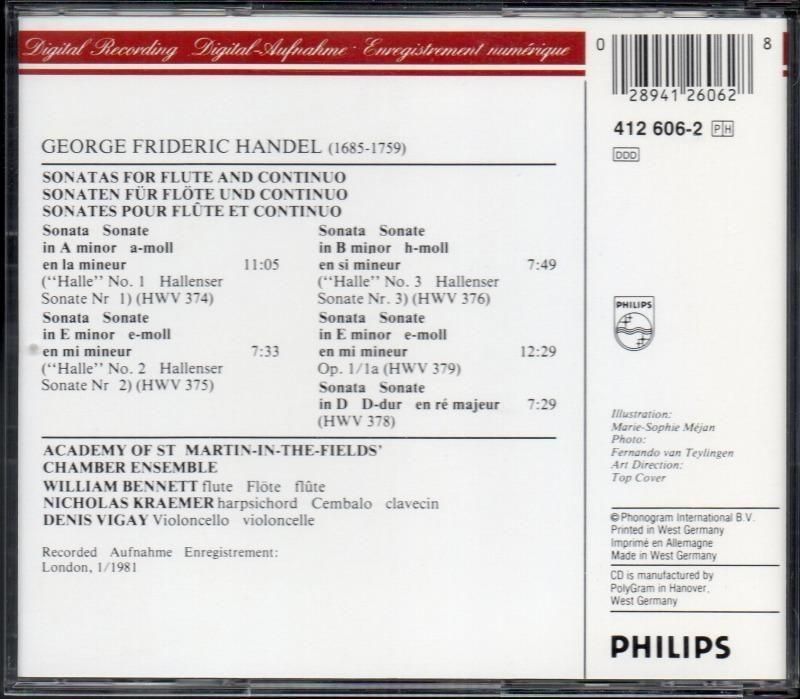 Digital Recording Digital-Aufnahme · Enregistrement numérique
GEORGE FRIDERIC HANDEL (1685-1759)
SONATAS FOR FLUTE AND CONTINUO
SONATEN FÜR FLÖTE UND CONTINUO
SONATES POUR FLÛTE ET CONTINUO
Sonata Sonate
in A minor a-moll
en la mineur 11:05
("Halle" No. 1 Hallenser
Sonate Nr 1) (HWV 374)
Sonata Sonate
in E minor e-moll
en mi mineur 7:33
("Halle" No. 2 Hallenser
Sonate Nr 2) (HWV 375)
Sonata Sonate
in B minor h-moll
en si mineur 7:49
("Halle" No. 3 Hallenser
Sonate Nr. 3) (HWV 376)
Sonata Sonate
in E minor e-moll
en mi mineur 12:29
Op. 1/1a (HWV 379)
Sonata Sonate
in D D-dur en ré majeur 7:29
(HWV 378)
ACADEMY OF ST MARTIN-IN-THE-FIELDS'
CHAMBER ENSEMBLE
WILLIAM BENNETT flute Flöte flûte
NICHOLAS KRAEMER harpsichord Cembalo clavecin
DENIS VIGAY Violoncello violoncelle
Recorded Aufnahme Enregistrement:
London, 1/1981
0 8
28941 26062
412 606-2 PH
DDD
PHILIPS
Illustration:
Marie-Sophie Méjan
Photo:
Fernando van Teylingen
Art Direction:
Top Cover
℗ Phonogram International B.V.
Printed in West Germany
Imprimé en Allemagne
Made in West Germany
CD is manufactured by
PolyGram in Hanover,
West Germany
PHILIPS